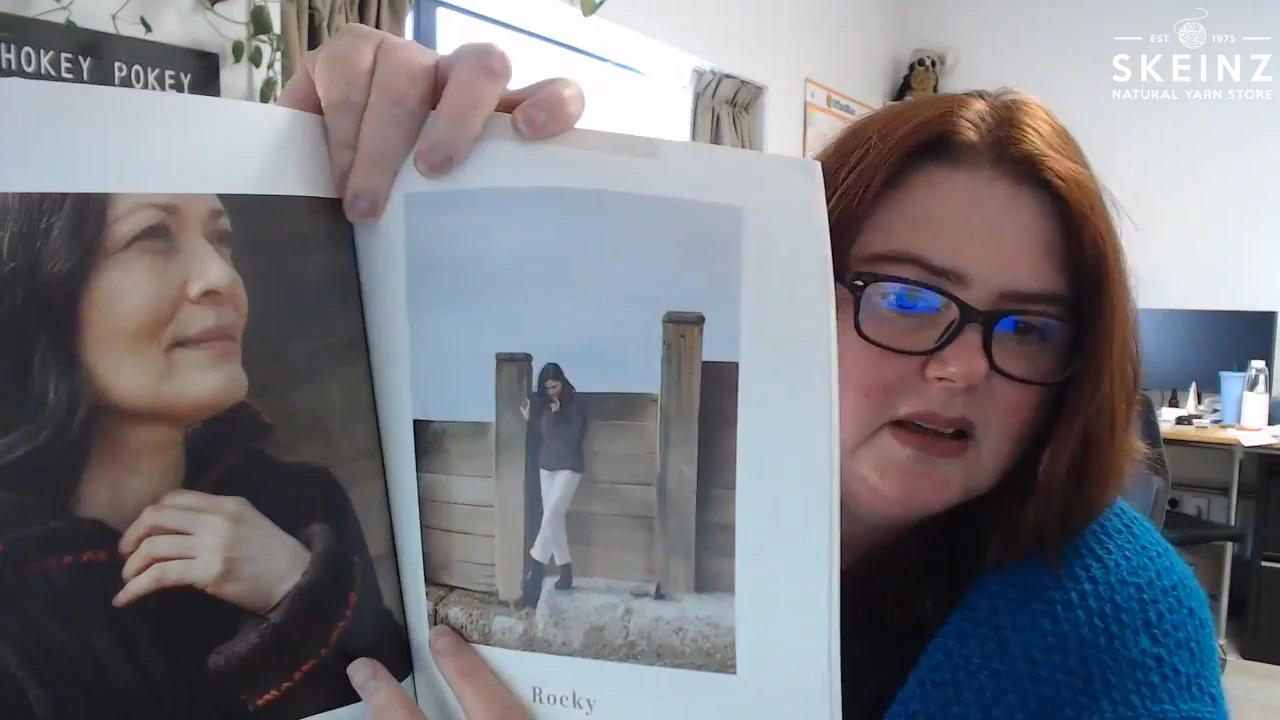 HOKEY POKEY
EST. 1975
SKEINZ
NATURAL YARN STORE
Rocky